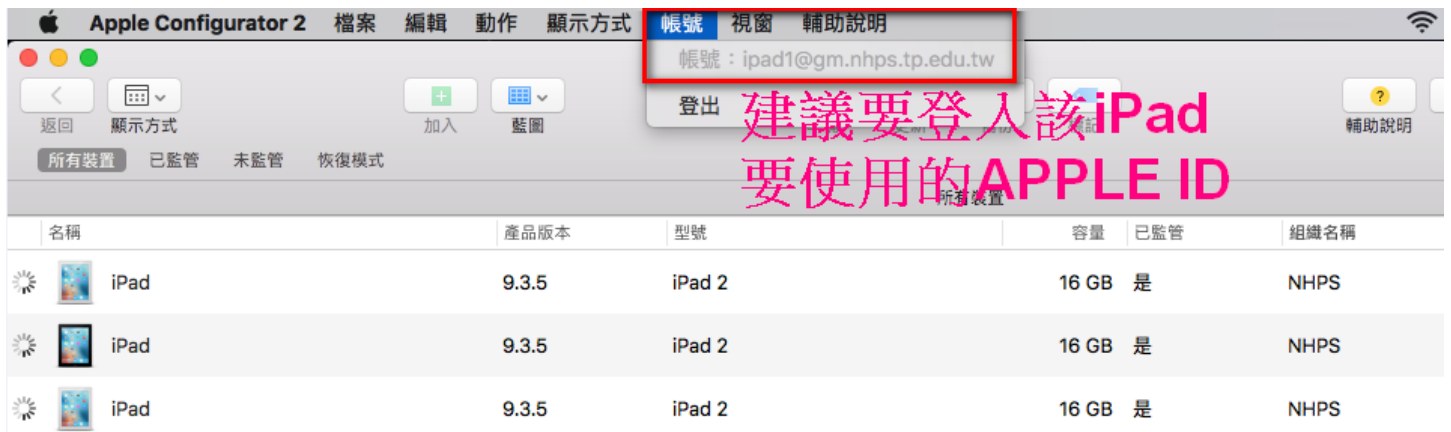 Apple Configurator 2 檔案 編輯 動作 顯示方式 帳號 視窗 輔助說明
帳號：ipad1@gm.nhps.tp.edu.tw
登出
建議要登入該iPad
要使用的APPLE ID
返回 顯示方式 加入 藍圖 標記 輔助說明
所有裝置 已監管 未監管 恢復模式
所有裝置
名稱 產品版本 型號 容量 已監管 組織名稱
iPad 9.3.5 iPad 2 16 GB 是 NHPS
iPad 9.3.5 iPad 2 16 GB 是 NHPS
iPad 9.3.5 iPad 2 16 GB 是 NHPS